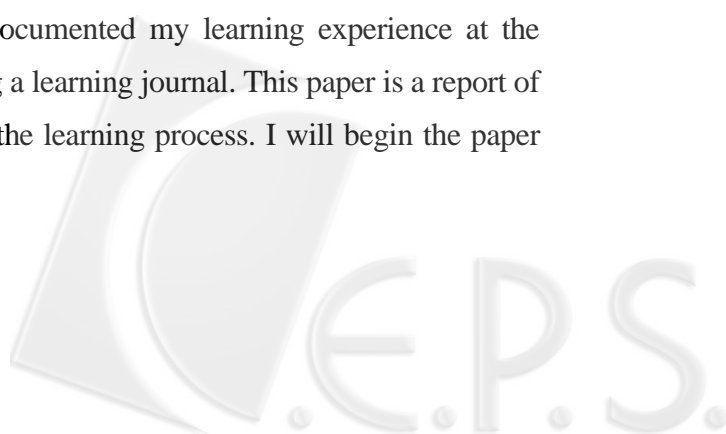 ocumented my learning experience at the
g a learning journal. This paper is a report of
the learning process. I will begin the paper
C.E.P.S.